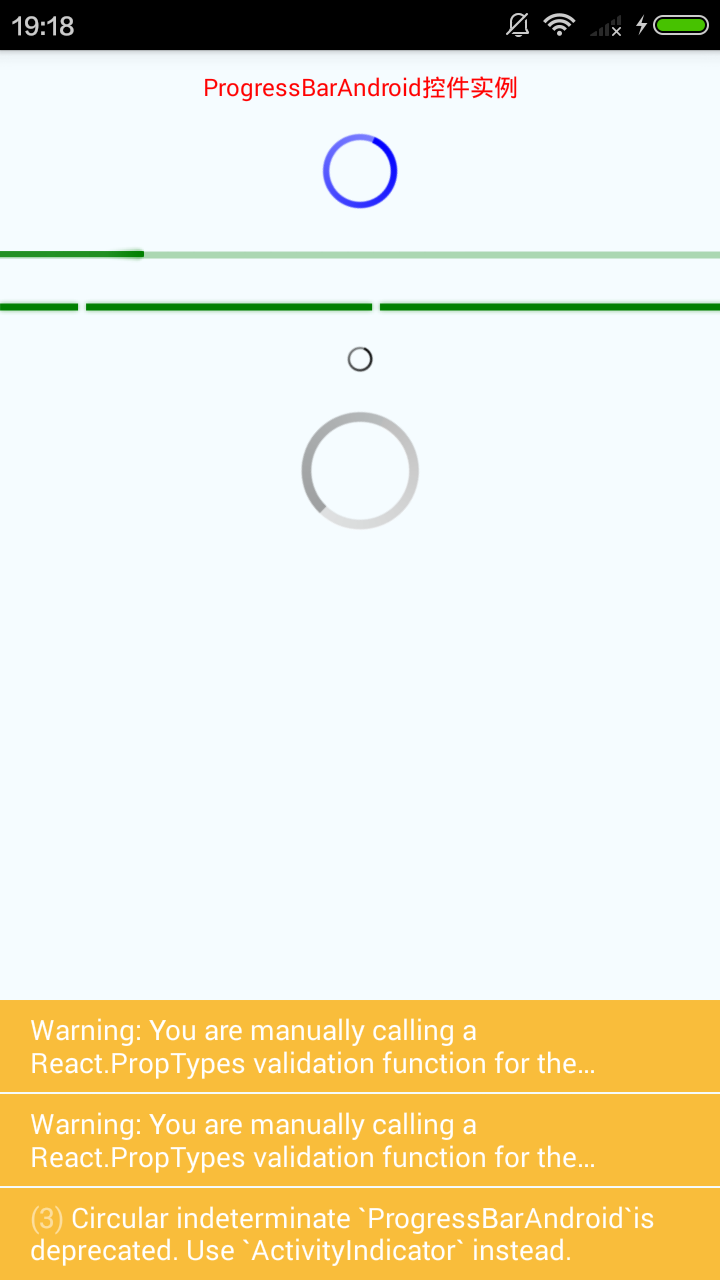 19:18
ProgressBarAndroid控件实例
Warning: You are manually calling a
React.PropTypes validation function for the...
Warning: You are manually calling a
React.PropTypes validation function for the...
(3) Circular indeterminate `ProgressBarAndroid`is
deprecated. Use `ActivityIndicator` instead.